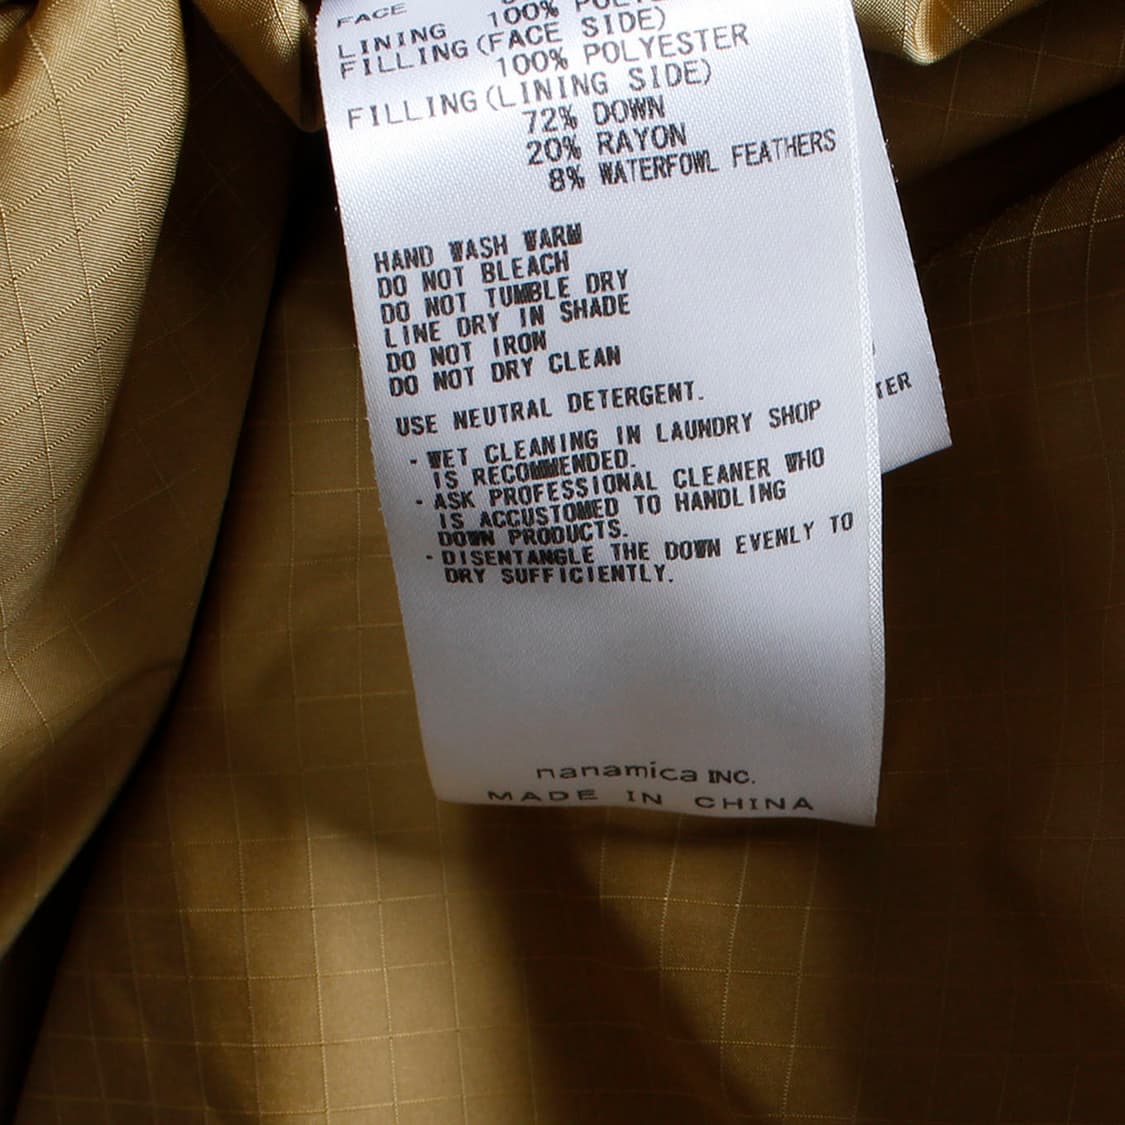 FACE
LINING 100%
FILLING (FACE SIDE)
100% POLYESTER
FILLING (LINING SIDE)
72% DOWN
20% RAYON
8% WATERFOWL FEATHERS
HAND WASH WARM
DO NOT BLEACH
DO NOT TUMBLE DRY
LINE DRY IN SHADE
DO NOT IRON
DO NOT DRY CLEAN
USE NEUTRAL DETERGENT.
- WET CLEANING IN LAUNDRY SHOP
IS RECOMMENDED.
- ASK PROFESSIONAL CLEANER WHO
IS ACCUSTOMED TO HANDLING
DOWN PRODUCTS.
- DISENTANGLE THE DOWN EVENLY TO
DRY SUFFICIENTLY.
nanamica INC.
MADE IN CHINA
TER